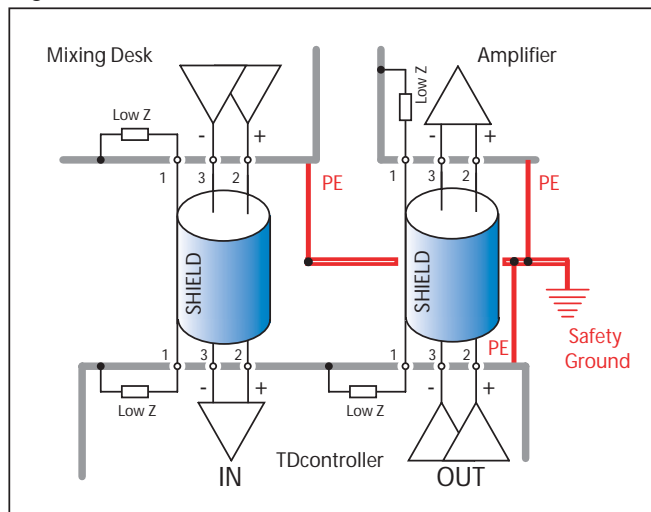 Mixing Desk
Amplifier
Low Z
Low Z
- +
- +
1 3 2
PE
1 3 2
PE
SHIELD
SHIELD
Safety
Ground
PE
1 3 2
1 3 2
- +
- +
Low Z
Low Z
TDcontroller
IN
OUT